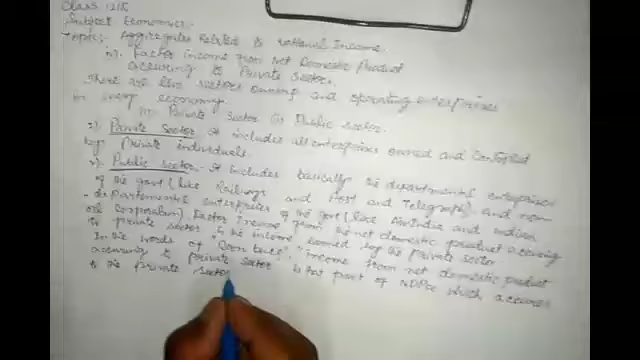 Class 12th
Subject Economics.
Topic: Aggregates Related to National Income
iv) Factor Income from Net Domestic Product
accruing to Private Sector.
There are two sectors owning and operating enterprises
in every economy.
(i) Private Sector (ii) Public Sector.
1) Private Sector It includes all enterprises owned and controlled
by Private individuals.
2) Public sector - It includes basically the departmental enterprises
of the govt (like Railways and Post and Telegraph) and non
-departmental enterprises of the govt (like Air India and Indian
oil corporation) Factor income from the net domestic product accruing
to private sector is the income earned by the private sector
In the words of "Income from net domestic product
accruing to private sector is that part of NDPFC which accrues
to the private sector